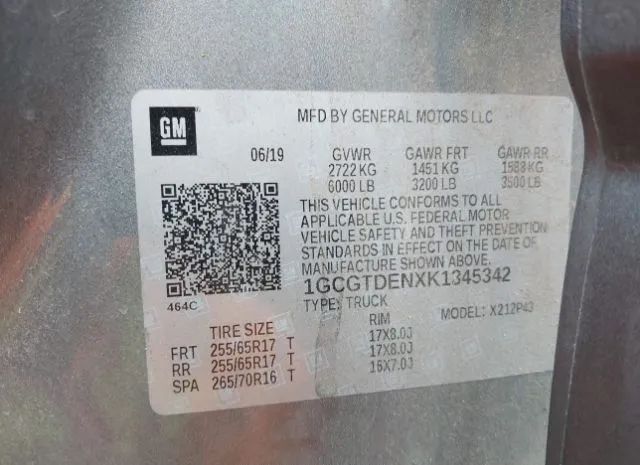 GM
MFD BY GENERAL MOTORS LLC
06/19 GVWR GAWR FRT GAWR RR
2722 KG 1451 KG 1588 KG
6000 LB 3200 LB 3500 LB
THIS VEHICLE CONFORMS TO ALL
APPLICABLE U.S. FEDERAL MOTOR
VEHICLE SAFETY AND THEFT PREVENTION
STANDARDS IN EFFECT ON THE DATE OF
MANUFACTURE SHOWN ABOVE.
1GCGTDENXK1345342
464C
TYPE: TRUCK MODEL: X212P43
TIRE SIZE RIM
FRT 255/65R17 T 17X8.0J
RR 255/65R17 T 17X8.0J
SPA 265/70R16 T 16X7.0J